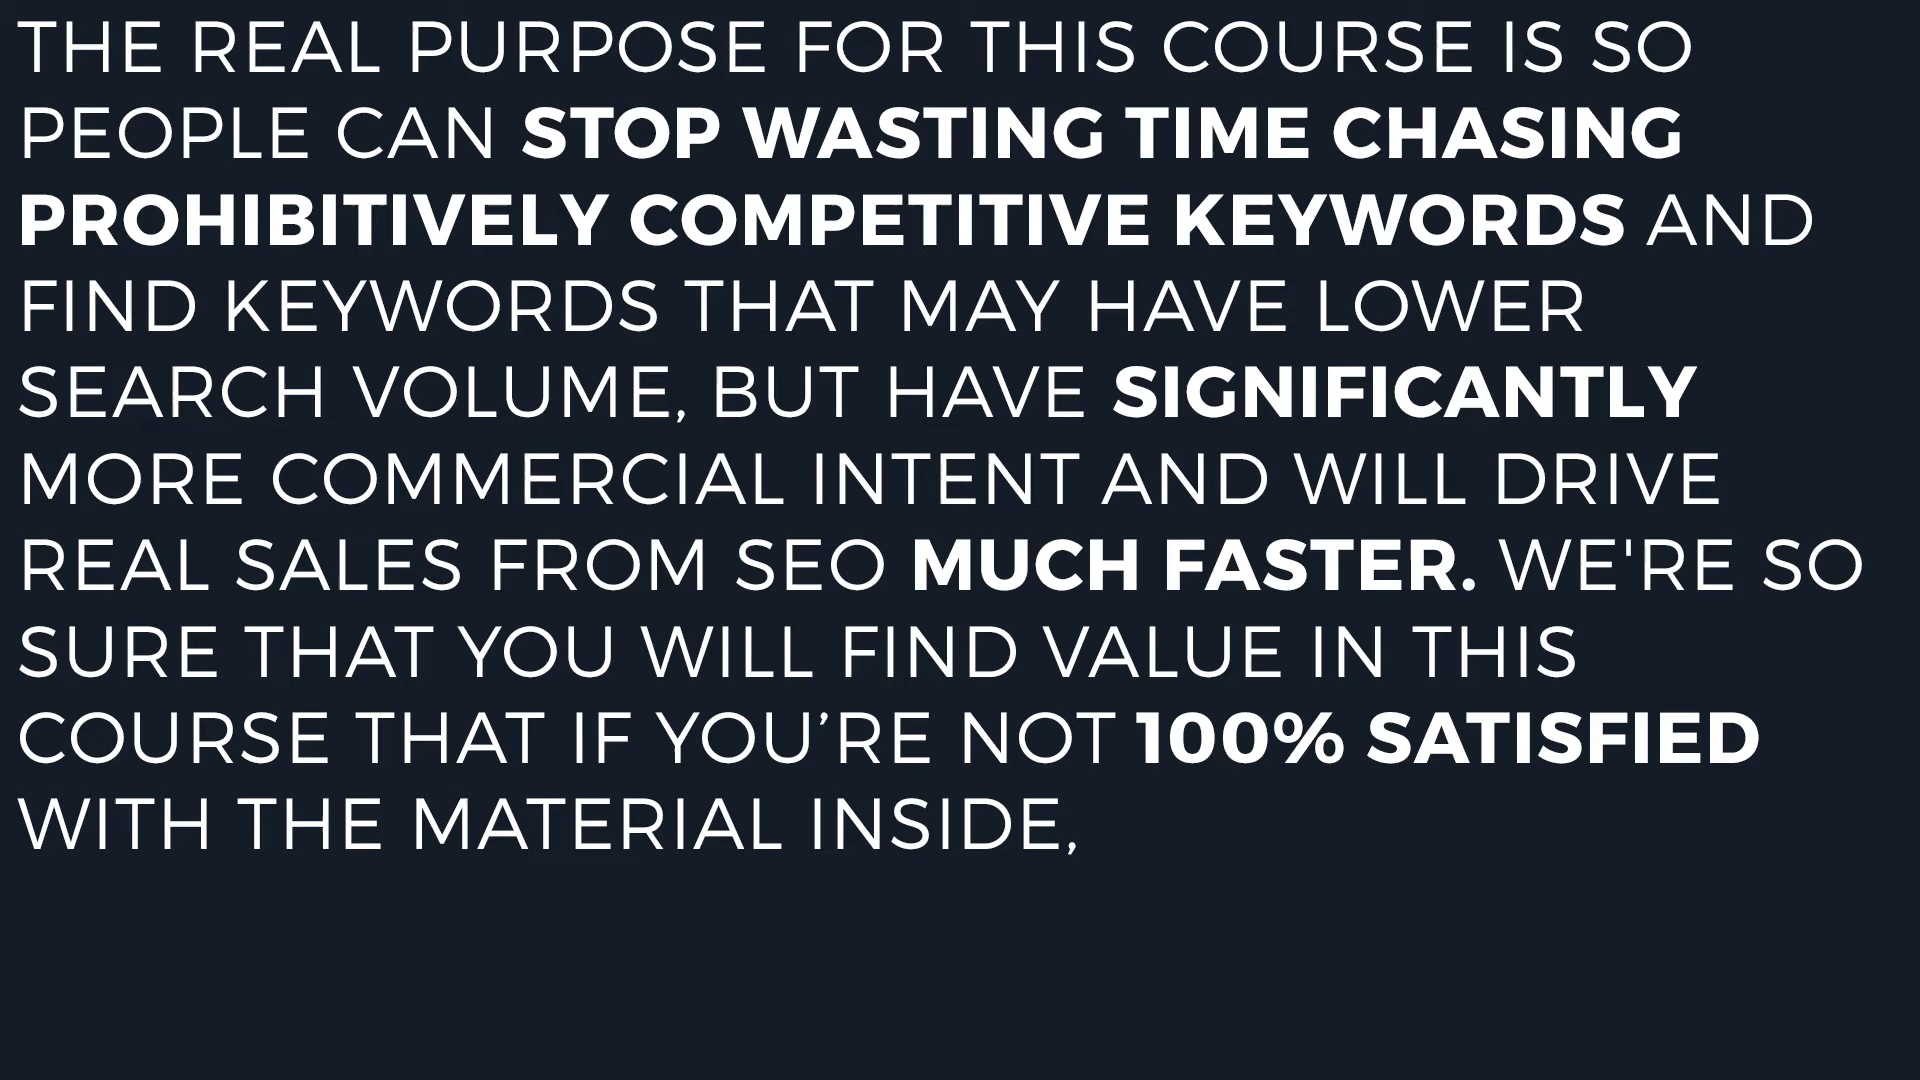 THE REAL PURPOSE FOR THIS COURSE IS SO
PEOPLE CAN STOP WASTING TIME CHASING
PROHIBITIVELY COMPETITIVE KEYWORDS AND
FIND KEYWORDS THAT MAY HAVE LOWER
SEARCH VOLUME, BUT HAVE SIGNIFICANTLY
MORE COMMERCIAL INTENT AND WILL DRIVE
REAL SALES FROM SEO MUCH FASTER. WE'RE SO
SURE THAT YOU WILL FIND VALUE IN THIS
COURSE THAT IF YOU’RE NOT 100% SATISFIED
WITH THE MATERIAL INSIDE,